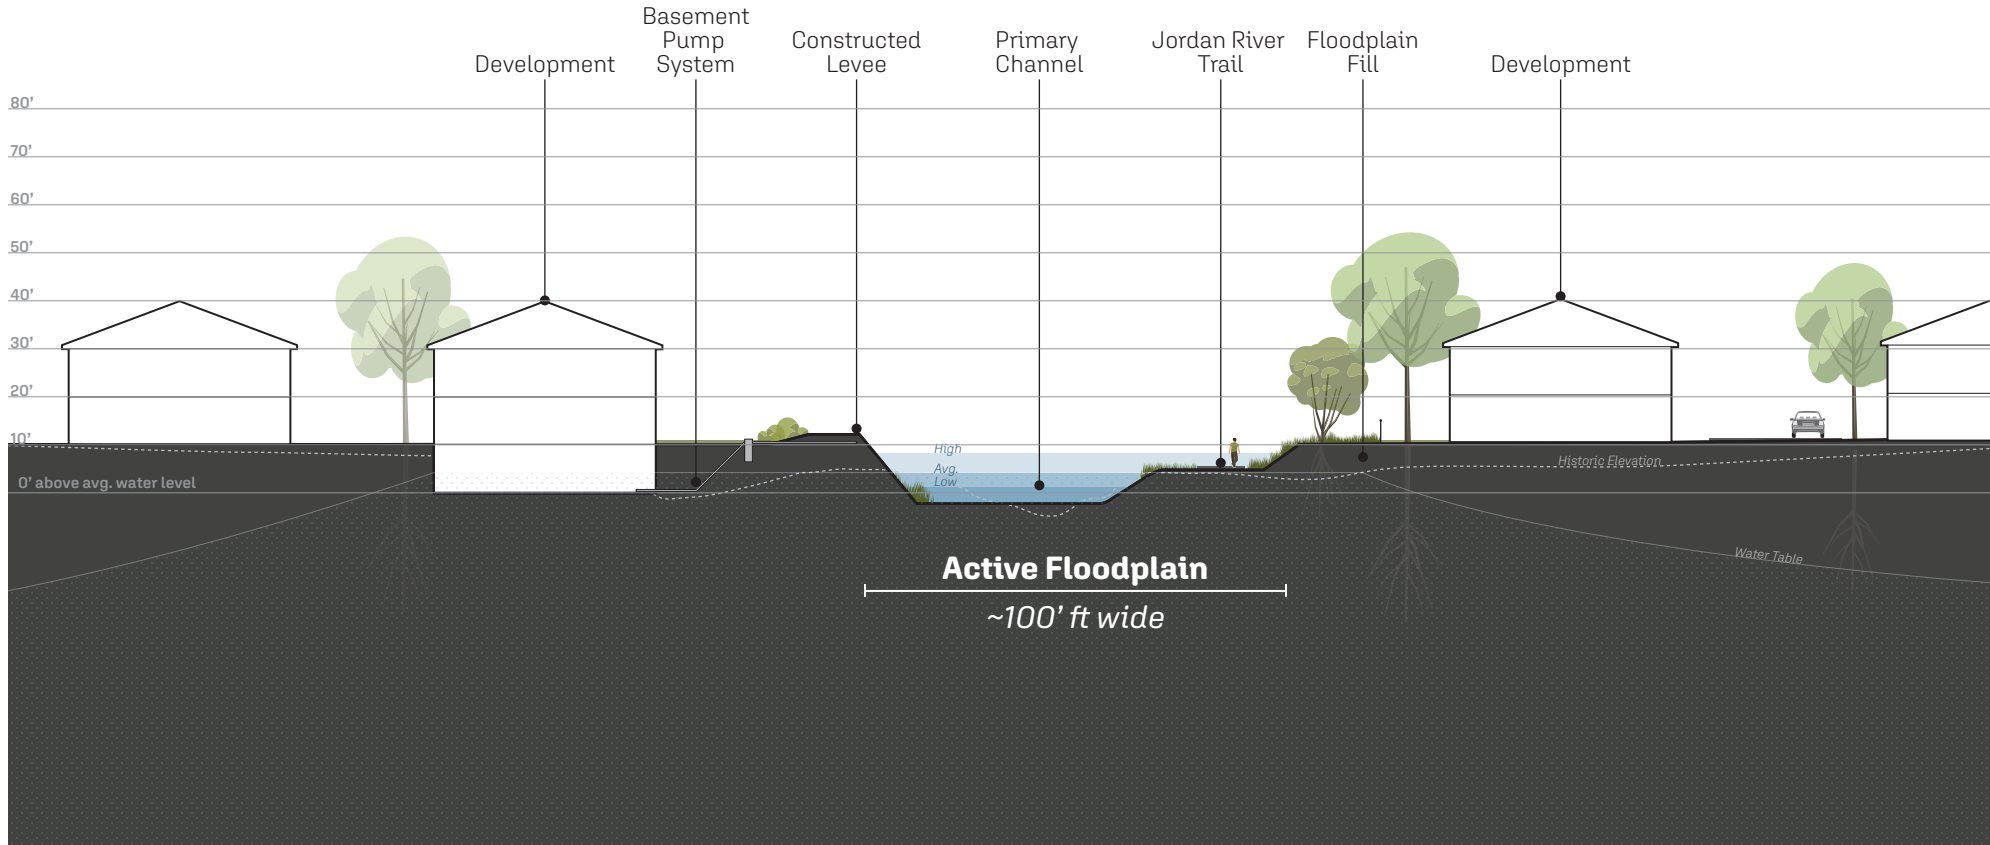 Basement
Pump
System
Development
Constructed
Levee
Primary
Channel
Jordan River
Trail
Floodplain
Fill
Development
80’
70’
60’
50’
40’
30’
20’
10’
0’ above avg. water level
High
Avg.
Low
Historic Elevation
Water Table
Active Floodplain
~100’ ft wide